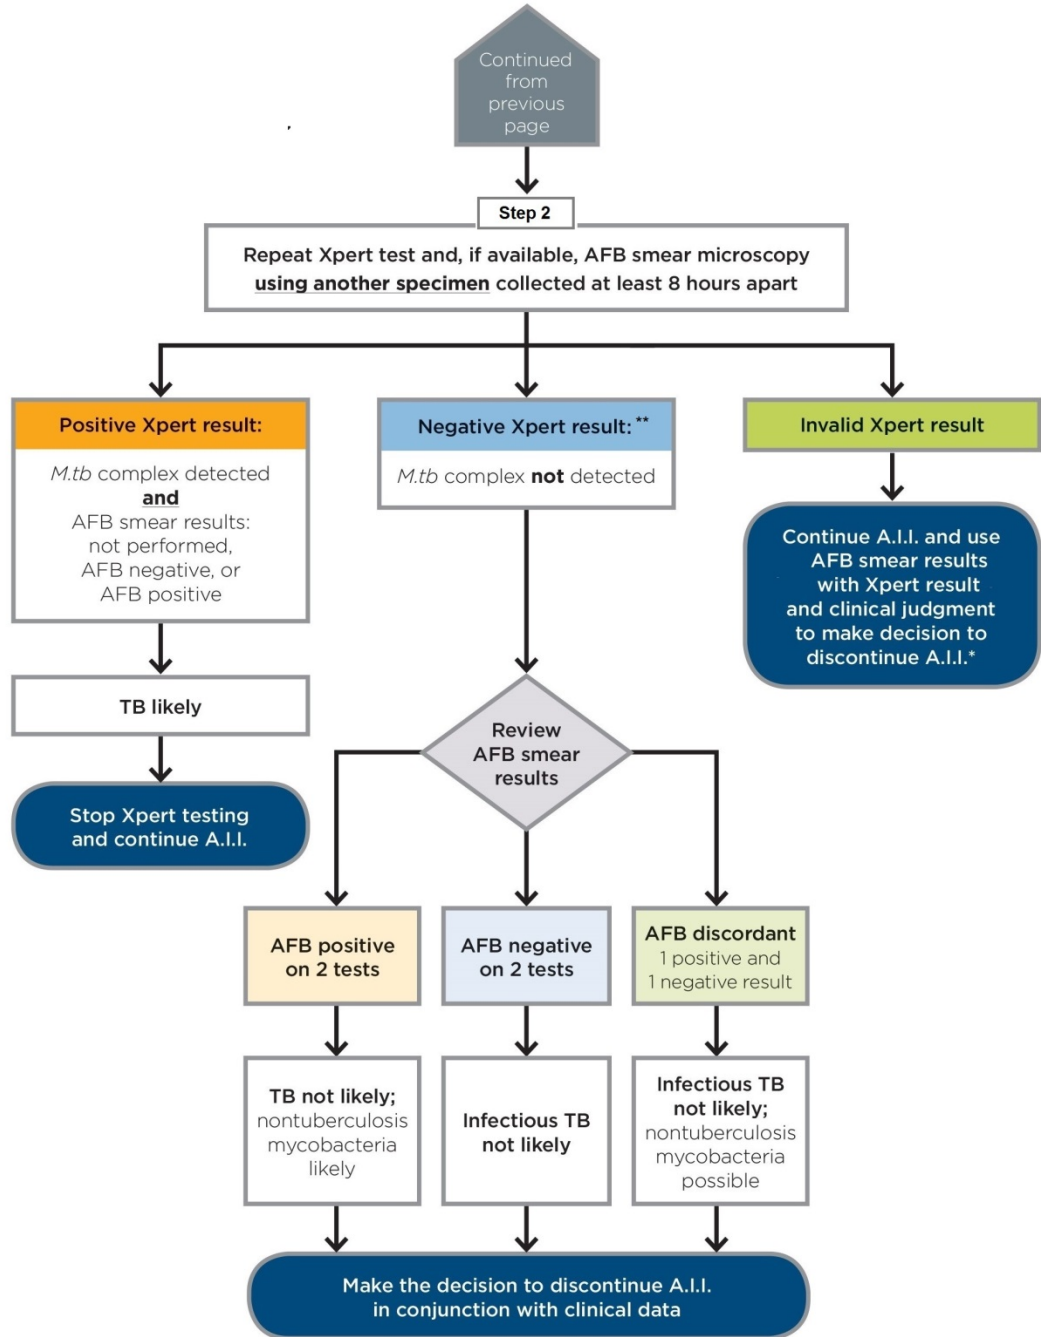 Continued
from
previous
page
Step 2
Repeat Xpert test and, if available, AFB smear microscopy
using another specimen collected at least 8 hours apart
Positive Xpert result:
M.tb complex detected
and
AFB smear results:
not performed,
AFB negative, or
AFB positive
TB likely
Stop Xpert testing
and continue A.I.I.
Negative Xpert result: **
M.tb complex not detected
Review
AFB smear
results
AFB positive
on 2 tests
TB not likely;
nontuberculosis
mycobacteria
likely
AFB negative
on 2 tests
Infectious TB
not likely
AFB discordant
1 positive and
1 negative result
Infectious TB
not likely;
nontuberculosis
mycobacteria
possible
Make the decision to discontinue A.I.I.
in conjunction with clinical data
Invalid Xpert result
Continue A.I.I. and use
AFB smear results
with Xpert result
and clinical judgment
to make decision to
discontinue A.I.I.*